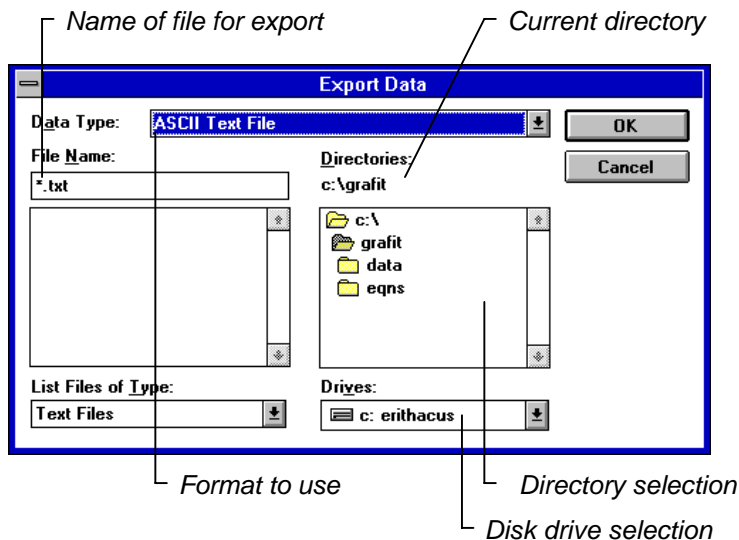 Name of file for export
Current directory
Export Data
Data Type:
ASCII Text File
OK
File Name:
Directories:
Cancel
*.txt
c:\grafit
c:\
grafit
data
eqns
List Files of Type:
Drives:
Text Files
c: erithacus
Format to use
Directory selection
Disk drive selection